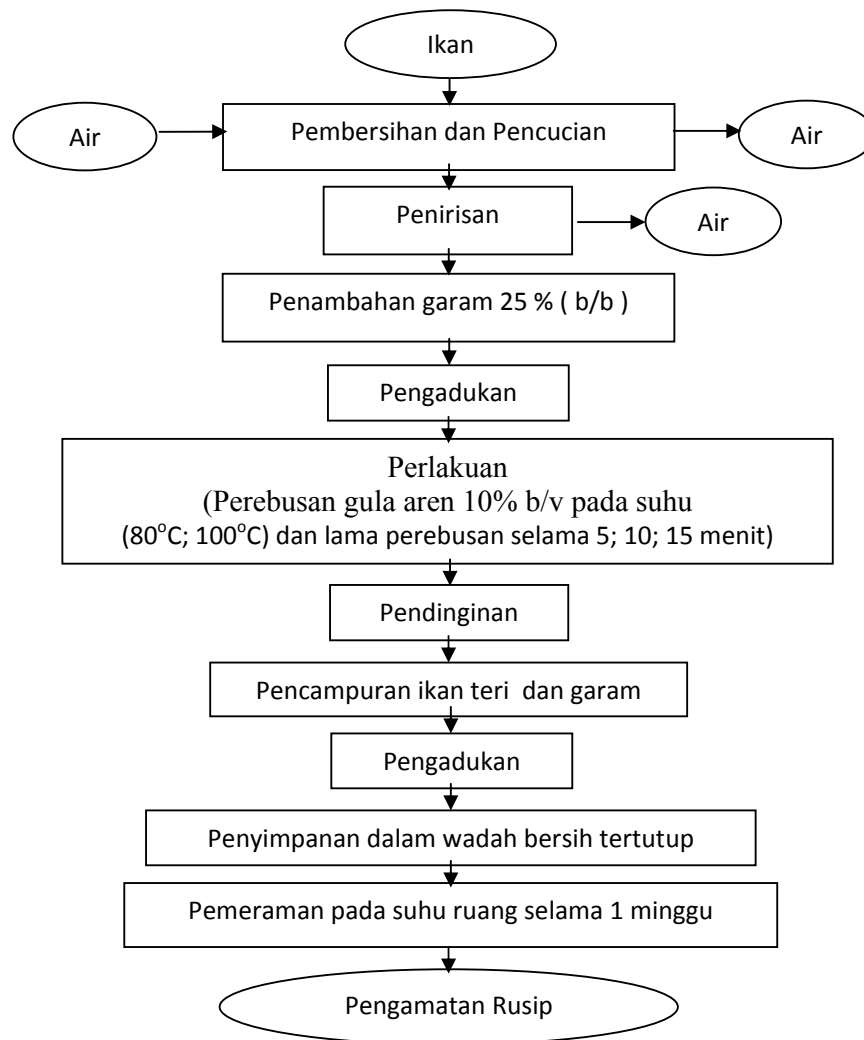 Ikan
Air
Pembersihan dan Pencucian
Air
Penirisan
Air
Penambahan garam 25 % ( b/b )
Pengadukan
Perlakuan
(Perebusan gula aren 10% b/v pada suhu
(80°C; 100°C) dan lama perebusan selama 5; 10; 15 menit)
Pendinginan
Pencampuran ikan teri dan garam
Pengadukan
Penyimpanan dalam wadah bersih tertutup
Pemeraman pada suhu ruang selama 1 minggu
Pengamatan Rusip